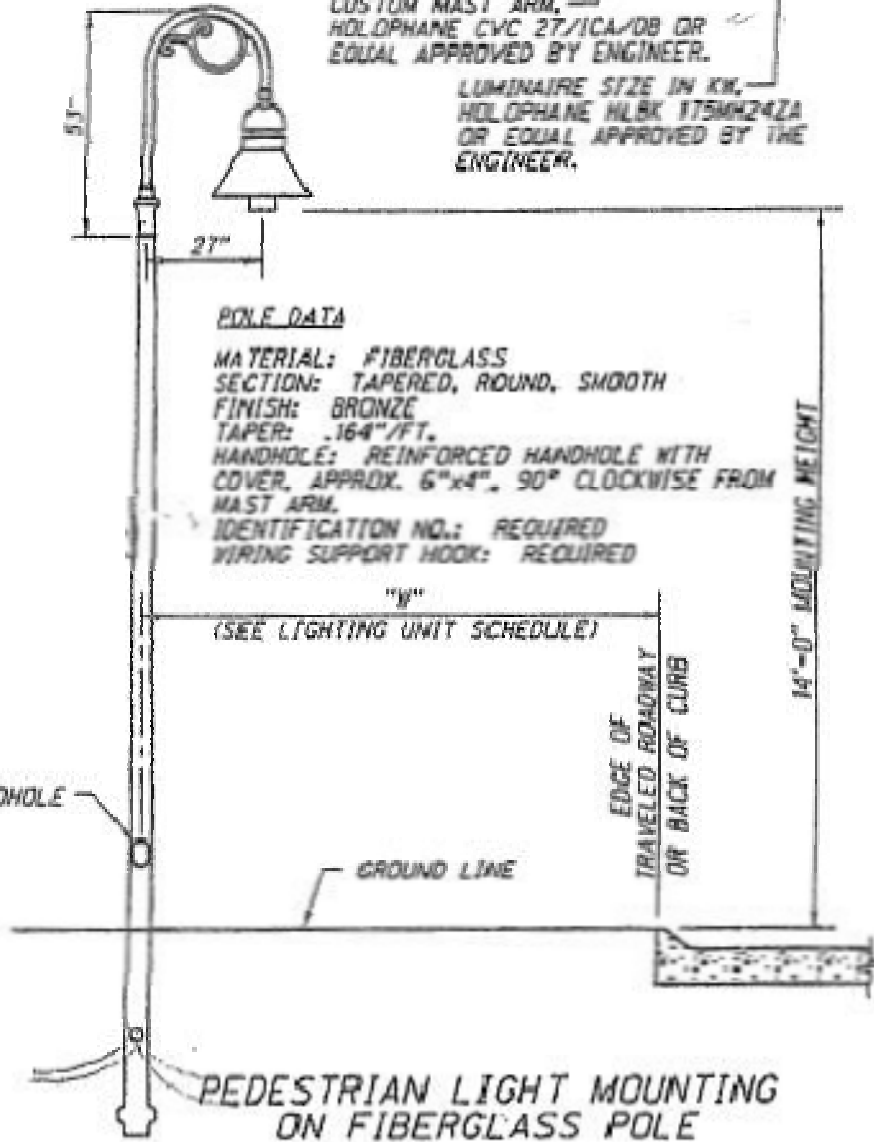 CUSTOM MAST ARM.
HOLOPHANE CVC 27/1CA/DB OR
EQUAL APPROVED BY ENGINEER.
LUMINAIRE SIZE IN KW,
HOLOPHANE HLBK 175MH24ZA
OR EQUAL APPROVED BY THE
ENGINEER.
53"
27"
POLE DATA
MATERIAL: FIBERGLASS
SECTION: TAPERED, ROUND, SMOOTH
FINISH: BRONZE
TAPER: .164"/FT.
HANDHOLE: REINFORCED HANDHOLE WITH
COVER, APPROX. 6"x4", 90° CLOCKWISE FROM
MAST ARM.
IDENTIFICATION NO.: REQUIRED
WIRING SUPPORT HOOK: REQUIRED
"W"
(SEE LIGHTING UNIT SCHEDULE)
14'-0" MOUNTING HEIGHT
EDGE OF
TRAVELED ROADWAY
OR BACK OF CURB
DHOLE
GROUND LINE
PEDESTRIAN LIGHT MOUNTING
ON FIBERGLASS POLE